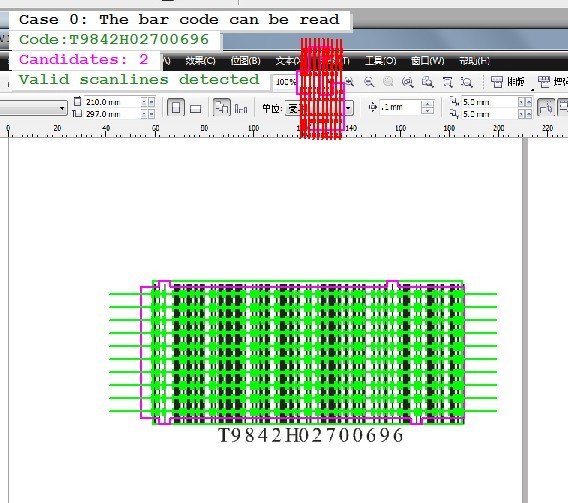 Case 0: The bar code can be read
Code:T9842H02700696
Candidates: 2
Valid scanlines detected
效果(C) 位图(B) 工具(O) 窗口(W) 帮助(H)
100%
210.0 mm
297.0 mm
单位:
.1 mm
5.0 mm
5.0 mm
0 20 40 60 80 100 120 140 160 180 200 220
T9842H02700696